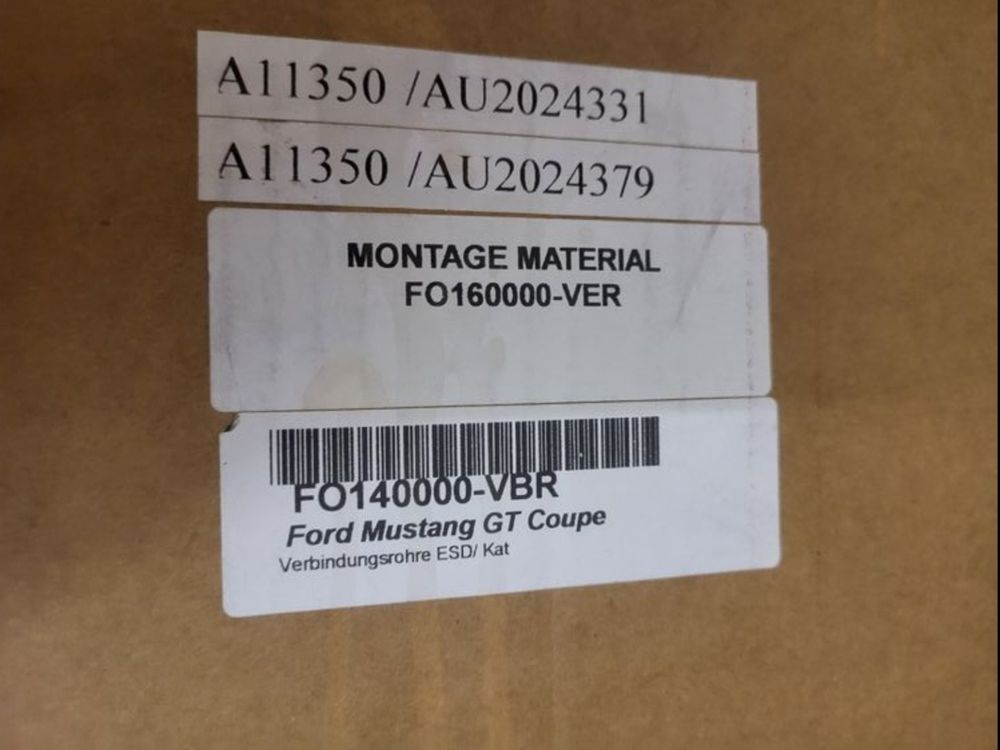 A11350 /AU2024331
A11350 /AU2024379
MONTAGE MATERIAL
FO160000-VER
FO140000-VBR
Ford Mustang GT Coupe
Verbindungsrohre ESD/ Kat